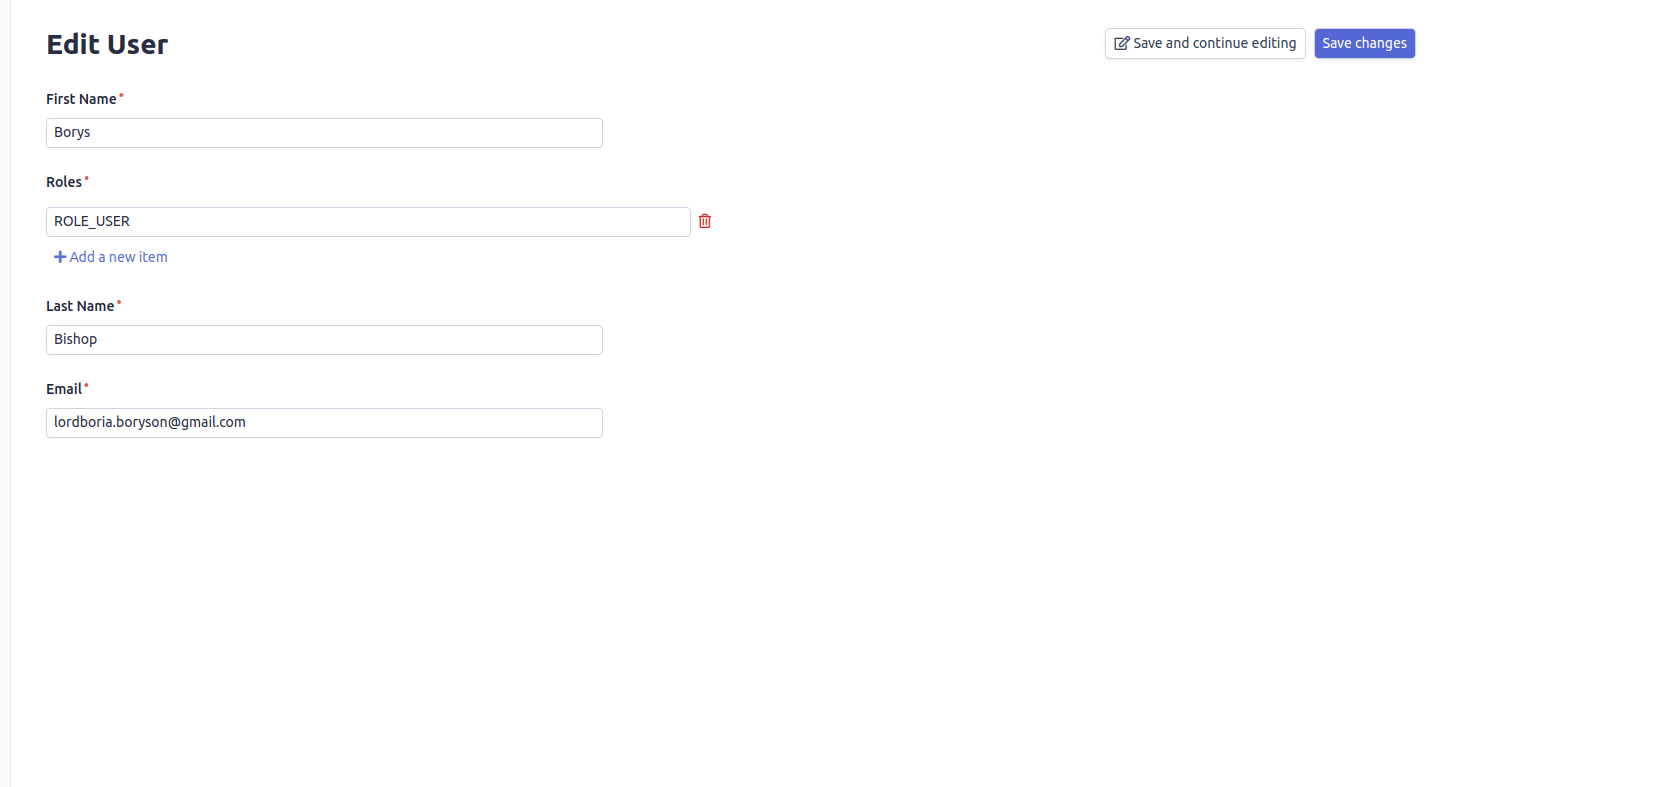 Edit User
Save and continue editing
Save changes
First Name
Borys
Roles
ROLE_USER
Add a new item
Last Name
Bishop
Email
lordboria.boryson@gmail.com